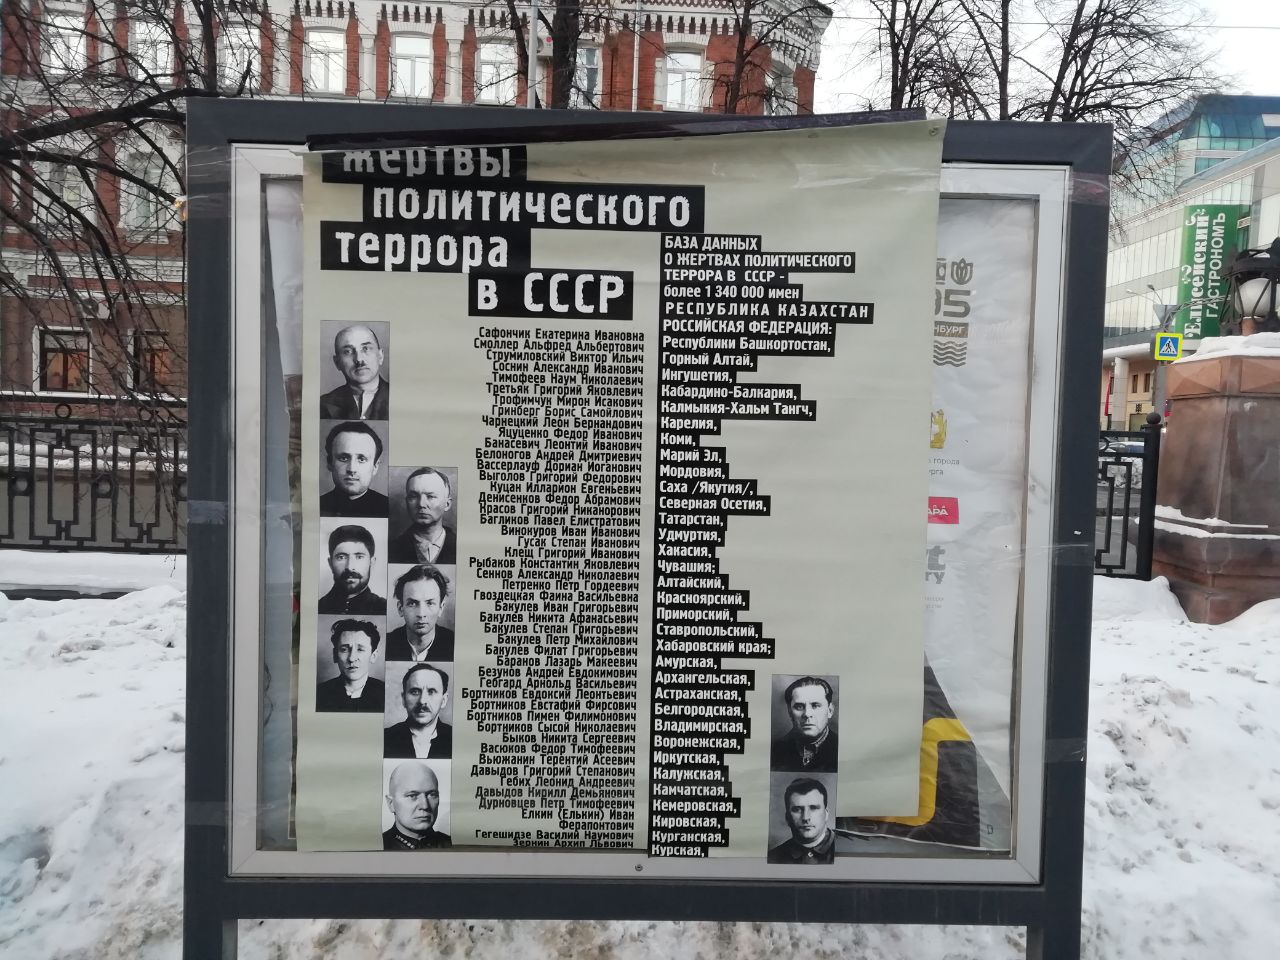 жертвы
политического
террора
в СССР
Сафончик Екатерина Ивановна
Смоллер Альфред Альбертович
Струмиловский Виктор Ильич
Соснин Александр Иванович
Тимофеев Наум Николаевич
Третьяк Григорий Яковлевич
Трофимчук Мирон Исакович
Гринберг Борис Самойлович
Чарнецкий Леон Бернандович
Яцуценко Федор Иванович
Банасевич Леонтий Иванович
Белоногов Андрей Дмитриевич
Вассерлауф Дориан Иоганович
Выголов Григорий Федорович
Куцан Илларион Евгеньевич
Денисенков Федор Абрамович
Красов Григорий Никанорович
Багликов Павел Елистратович
Винокуров Иван Иванович
Гусак Степан Иванович
Клещ Григорий Иванович
Рыбаков Константин Яковлевич
Сеннов Александр Николаевич
Петренко Петр Гордеевич
Гвоздецкая Фаина Васильевна
Бакулев Иван Григорьевич
Бакулев Никита Афанасьевич
Бакулев Степан Григорьевич
Бакулев Петр Михайлович
Бакулев Филат Григорьевич
Баранов Лазарь Макеевич
Безунов Андрей Евдокимович
Гебгард Арнольд Васильевич
Бортников Евдоксий Леонтьевич
Бортников Евстафий Фирсович
Бортников Пимен Филимонович
Бортников Сысой Николаевич
Быков Никита Сергеевич
Васюков Федор Тимофеевич
Вьюжанин Терентий Асеевич
Давыдов Григорий Степанович
Гебих Леонид Андреевич
Давыдов Кирилл Демьянович
Дурновцев Петр Тимофеевич
Елкин (Елькин) Иван
Ферапонтович
Гегешидзе Василий Наумович
Зернин Архип Львович
БАЗА ДАННЫХ
О ЖЕРТВАХ ПОЛИТИЧЕСКОГО
ТЕРРОРА В СССР -
более 1 340 000 имен
РЕСПУБЛИКА КАЗАХСТАН
РОССИЙСКАЯ ФЕДЕРАЦИЯ:
Республики Башкортостан,
Горный Алтай,
Ингушетия,
Кабардино-Балкария,
Калмыкия-Хальм Тангч,
Карелия,
Коми,
Марий Эл,
Мордовия,
Саха /Якутия/,
Северная Осетия,
Татарстан,
Удмуртия,
Хакасия,
Чувашия;
Алтайский,
Красноярский,
Приморский,
Ставропольский,
Хабаровский края;
Амурская,
Архангельская,
Астраханская,
Белгородская,
Владимирская,
Воронежская,
Иркутская,
Калужская,
Камчатская,
Кемеровская,
Кировская,
Курганская,
Курская,
города
Елисейский
ГАСТРОНОМЪ